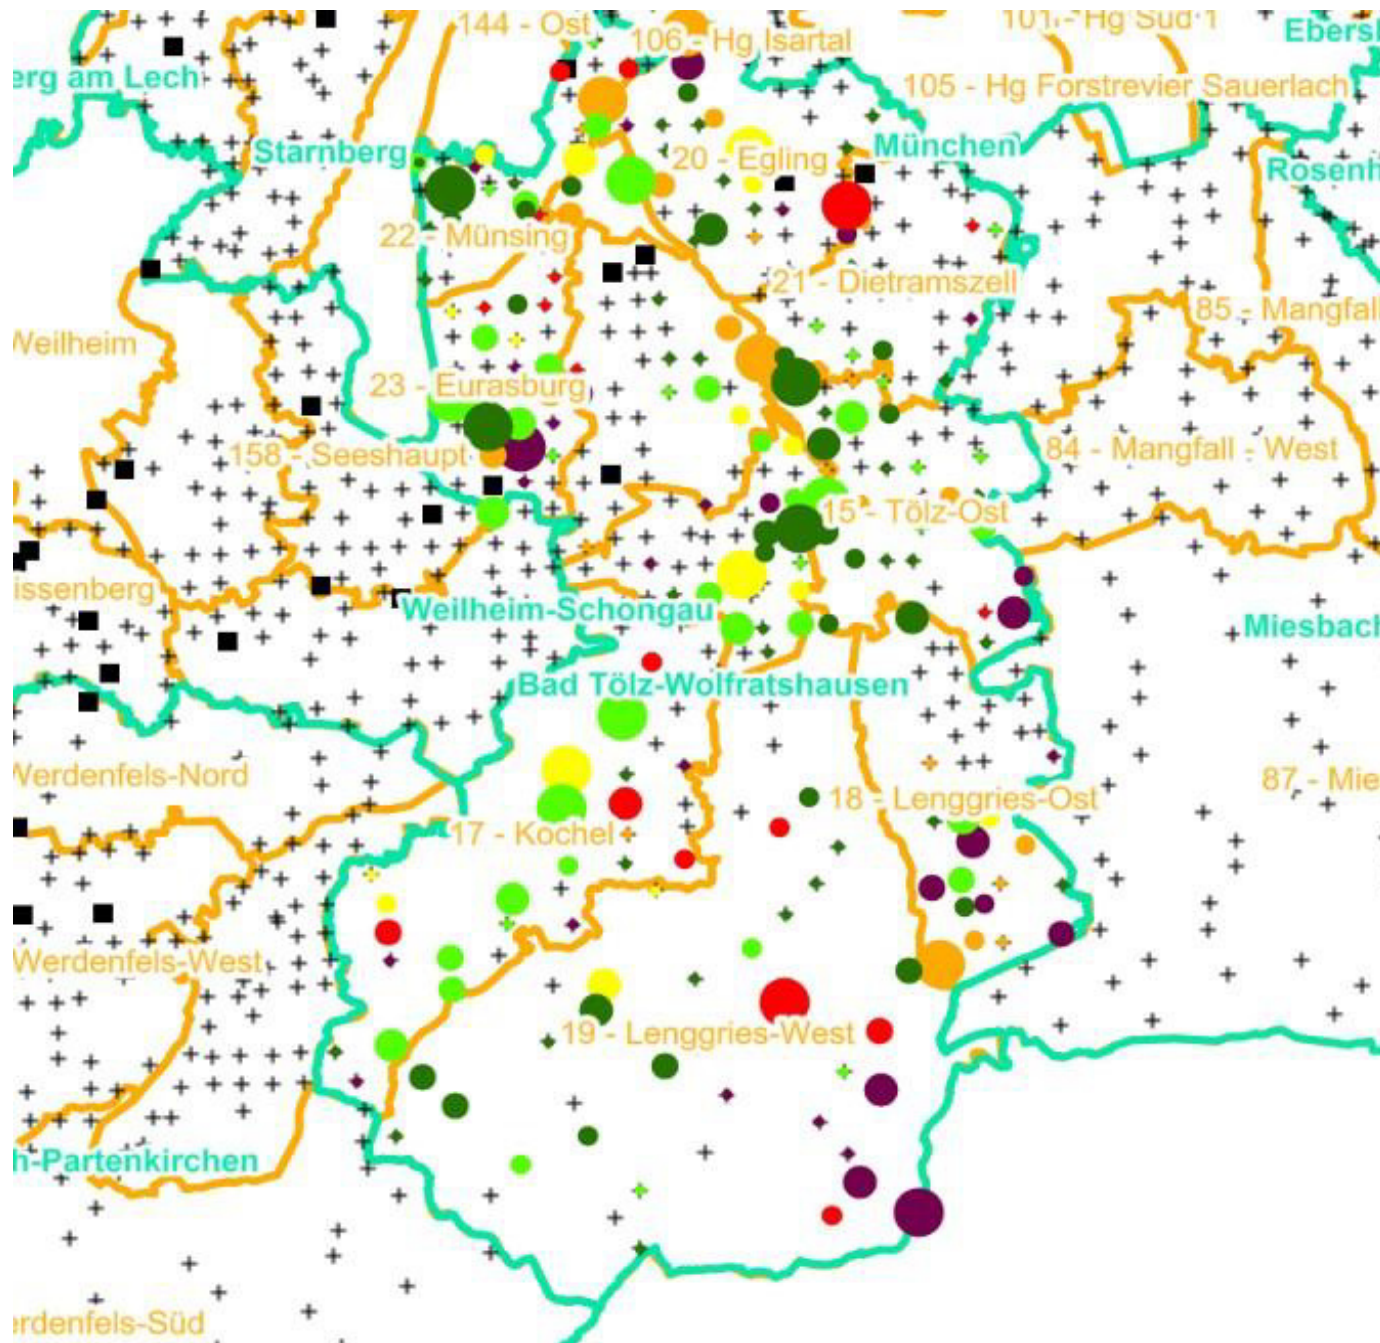 144 - Ost
106 - Hg Isartal
101 - Hg Süd 1
Ebers
erg am Lech
105 - Hg Forstrevier Sauerlach
Starnberg
20 - Egling
München
Rosenh
22 - Münsing
21 - Dietramszell
85 - Mangfall
Weilheim
23 - Eurasburg
158 - Seeshaupt
84 - Mangfall - West
15 - Tölz-Ost
issenberg
Weilheim-Schongau
Miesbach
Bad Tölz-Wolfratshausen
Werdenfels-Nord
87 - Mie
18 - Lenggries-Ost
17 - Kochel
Werdenfels-West
19 - Lenggries-West
h-Partenkirchen
erdenfels-Süd